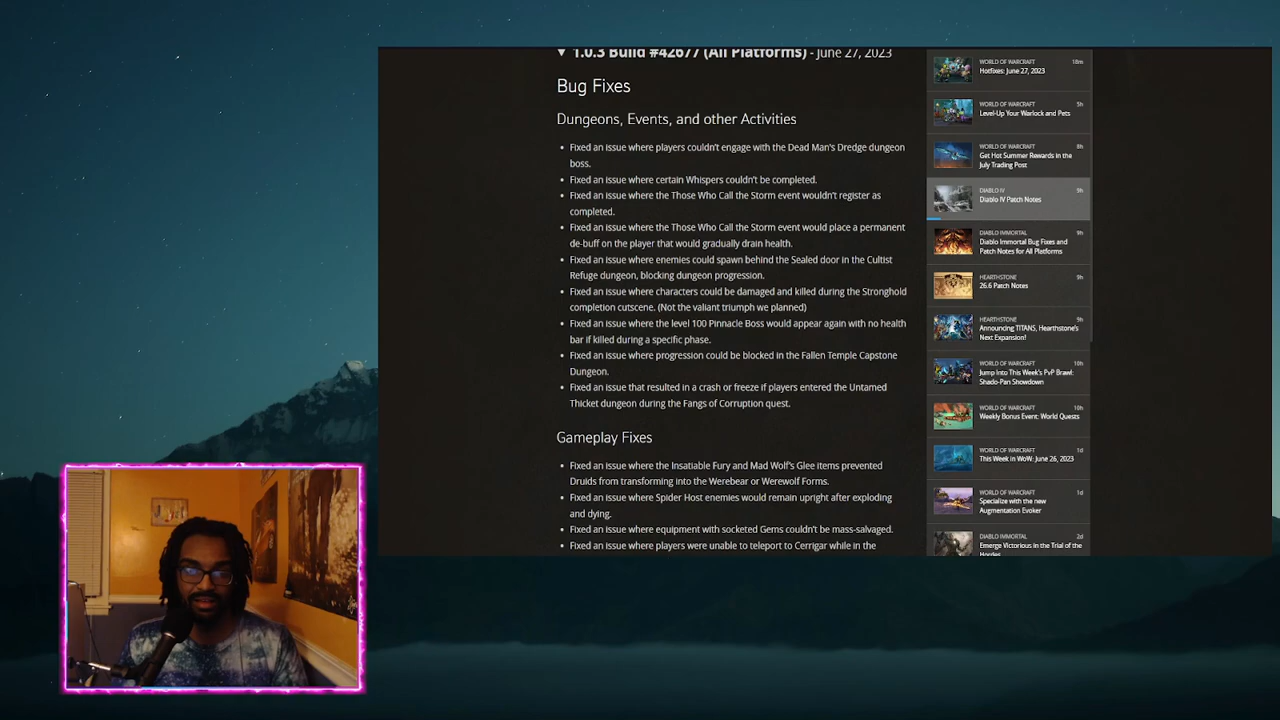 ▼ 1.0.3 Build #42677 (All Platforms) - June 27, 2023
Bug Fixes
Dungeons, Events, and other Activities
• Fixed an issue where players couldn't engage with the Dead Man's Dredge dungeon
boss.
• Fixed an issue where certain Whispers couldn't be completed.
• Fixed an issue where the Those Who Call the Storm event wouldn't register as
completed.
• Fixed an issue where the Those Who Call the Storm event would place a permanent
de-buff on the player that would gradually drain health.
• Fixed an issue where enemies could spawn behind the Sealed door in the Cultist
Refuge dungeon, blocking dungeon progression.
• Fixed an issue where characters could be damaged and killed during the Stronghold
completion cutscene. (Not the valiant triumph we planned)
• Fixed an issue where the level 100 Pinnacle Boss would appear again with no health
bar if killed during a specific phase.
• Fixed an issue where progression could be blocked in the Fallen Temple Capstone
Dungeon.
• Fixed an issue that resulted in a crash or freeze if players entered the Untamed
Thicket dungeon during the Fangs of Corruption quest.
Gameplay Fixes
• Fixed an issue where the Insatiable Fury and Mad Wolf's Glee items prevented
Druids from transforming into the Werebear or Werewolf Forms.
• Fixed an issue where Spider Host enemies would remain upright after exploding
and dying.
• Fixed an issue where equipment with socketed Gems couldn't be mass-salvaged.
• Fixed an issue where players were unable to teleport to Cerrigar while in the
WORLD OF WARCRAFT 18m
Hotfixes: June 27, 2023
WORLD OF WARCRAFT 5h
Level-Up Your Warlock and Pets
WORLD OF WARCRAFT 8h
Get Hot Summer Rewards in the
July Trading Post
DIABLO IV 9h
Diablo IV Patch Notes
DIABLO IMMORTAL 9h
Diablo Immortal Bug Fixes and
Patch Notes for All Platforms
HEARTHSTONE 9h
26.6 Patch Notes
HEARTHSTONE 9h
Announcing TITANS, Hearthstone's
Next Expansion!
WORLD OF WARCRAFT 10h
Jump Into This Week's PvP Brawl:
Shado-Pan Showdown
WORLD OF WARCRAFT 10h
Weekly Bonus Event: World Quests
WORLD OF WARCRAFT 1d
This Week in WoW: June 26, 2023
WORLD OF WARCRAFT 1d
Specialize with the new
Augmentation Evoker
DIABLO IMMORTAL 2d
Emerge Victorious in the Trial of the
Hordes